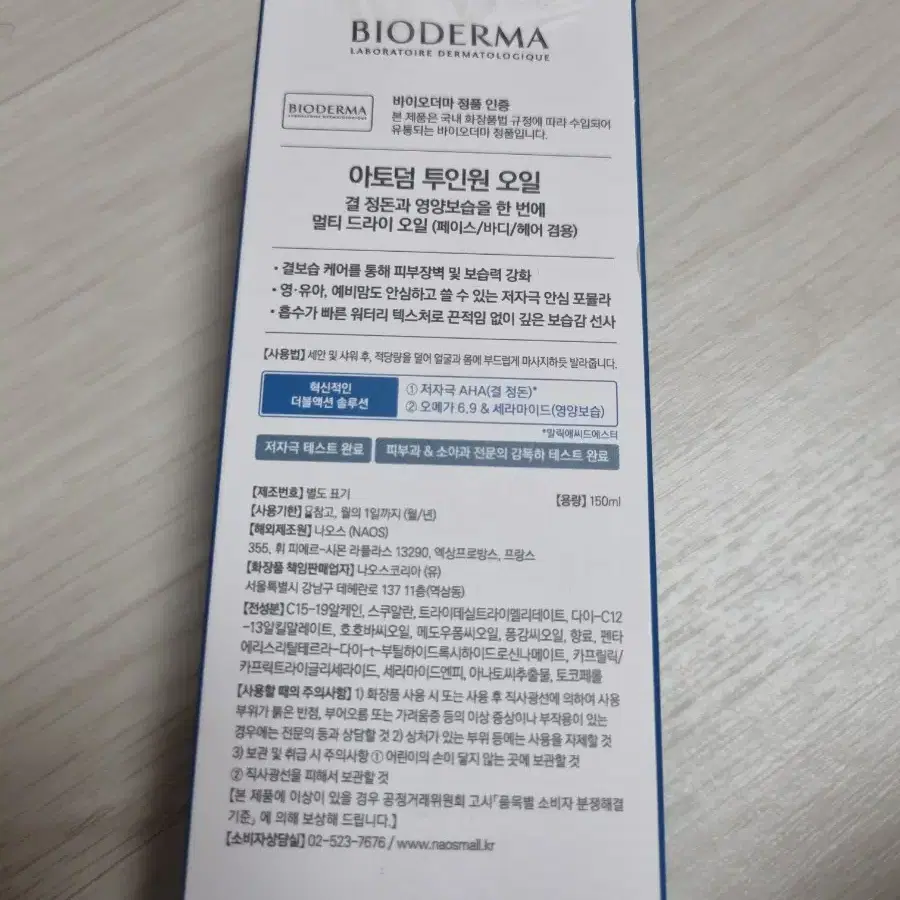 BIODERMA
LABORATOIRE DERMATOLOGIQUE
BIODERMA
LABORATOIRE DERMATOLOGIQUE
바이오더마 정품 인증
본 제품은 국내 화장품법 규정에 따라 수입되어
유통되는 바이오더마 정품입니다.
아토덤 투인원 오일
결 정돈과 영양보습을 한 번에
멀티 드라이 오일 (페이스/바디/헤어 겸용)
• 결보습 케어를 통해 피부장벽 및 보습력 강화
• 영·유아, 예비맘도 안심하고 쓸 수 있는 저자극 안심 포뮬라
• 흡수가 빠른 워터리 텍스처로 끈적임 없이 깊은 보습감 선사
【사용법】 세안 및 샤워 후, 적당량을 덜어 얼굴과 몸에 부드럽게 마사지하듯 발라줍니다.
혁신적인
더블액션 솔루션
① 저자극 AHA(결 정돈)*
② 오메가 6.9 & 세라마이드(영양보습)
*말릭애씨드에스터
저자극 테스트 완료
피부과 & 소아과 전문의 감독하 테스트 완료
【제조번호】 별도 표기
【용량】 150ml
【사용기한】 참고, 월의 1일까지 (월/년)
【해외제조원】 나오스 (NAOS)
355, 휘 피에르-시몬 라플라스 13290, 엑상프로방스, 프랑스
【화장품 책임판매업자】 나오스코리아 (유)
서울특별시 강남구 테헤란로 137 11층(역삼동)
【전성분】 C15-19알케인, 스쿠알란, 트라이데실트라이멜리테이트, 다이-C12
-13알킬말레이트, 호호바씨오일, 메도우폼씨오일, 퐁감씨오일, 향료, 펜타
에리스리틸테트라-다이-t-부틸하이드록시하이드로신나메이트, 카프릴릭/
카프릭트라이글리세라이드, 세라마이드엔피, 아나토씨추출물, 토코페롤
【사용할 때의 주의사항】 1) 화장품 사용 시 또는 사용 후 직사광선에 의하여 사용
부위가 붉은 반점, 부어오름 또는 가려움증 등의 이상 증상이나 부작용이 있는
경우에는 전문의 등과 상담할 것 2) 상처가 있는 부위 등에는 사용을 자제할 것
3) 보관 및 취급 시 주의사항 ① 어린이의 손이 닿지 않는 곳에 보관할 것
② 직사광선을 피해서 보관할 것
【본 제품에 이상이 있을 경우 공정거래위원회 고시「품목별 소비자 분쟁해결
기준」에 의해 보상해 드립니다.】
【소비자상담실】 02-523-7676 / www.naosmall.kr